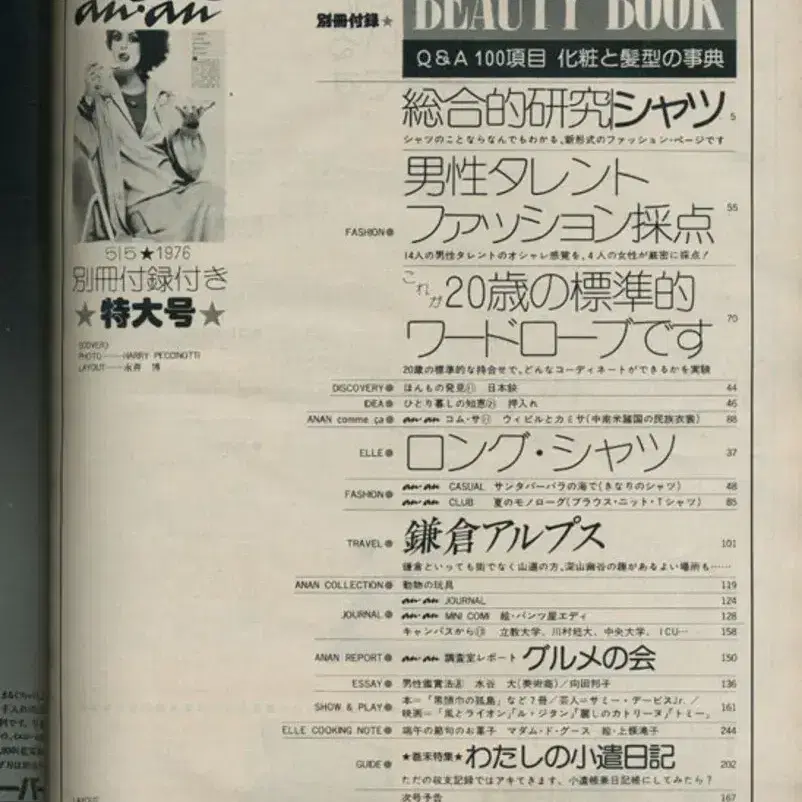 an·an
5|5★1976
別冊付録付き
★特大号★
(COVER)
PHOTO——HARRY PECCINOTTI
LAYOUT——永井 博
別冊付録★
BEAUTY BOOK
Q&A 100項目 化粧と髪型の事典
総合的研究|シャツ 5
シャツのことならなんでもわかる、新形式のファッション・ページです
FASHION●
男性タレント
ファッション採点 55
14人の男性タレントのオシャレ感覚を、4人の女性が厳密に採点!
これが20歳の標準的
ワードローブです 70
20歳の標準的な持合せで、どんなコーディネートができるかを実験
DISCOVERY● ほんもの発見 日本鋏 44
IDEA● ひとり暮しの知恵 押入れ 46
ANAN comme ça● an·an コム・サ ウィピルとカミサ(中南米諸国の民族衣裳) 88
ELLE● ロング・シャツ 37
FASHION●
an·an CASUAL サンタバーバラの海で(きなりのシャツ) 48
an·an CLUB 夏のモノローグ(ブラウス・ニット・Tシャツ) 85
TRAVEL● 鎌倉アルプス 101
鎌倉といっても街でなく山道の方、深山幽谷の趣があるよい場所も……
ANAN COLLECTION● 動物の玩具 119
JOURNAL●
an·an JOURNAL 124
an·an MINI COMI 絵・パンツ屋エディ 128
キャンパスから 立教大学、川村短大、中央大学、ICU… 158
ANAN REPORT● an·an 調査室レポート グルメの会 150
ESSAY● 男性鑑賞法 水谷 大(美術商)/向田邦子 136
SHOW & PLAY●
本=「黒頭巾の孤島」など7冊/芸人=サミー・デービスJr./
映画=「風とライオン」「ル・ジタン」「麗しのカトリーヌ」「トミー」 161
ELLE COOKING NOTE● 端午の節句のお菓子 マダム・ド・グース 絵・上條滝子 244
GUIDE●
★巻末特集★わたしの小遣日記 202
ただの収支記録ではアキてきます、小遣帳兼日記帳にしてみたら?
次号予告 167
LAYOUT